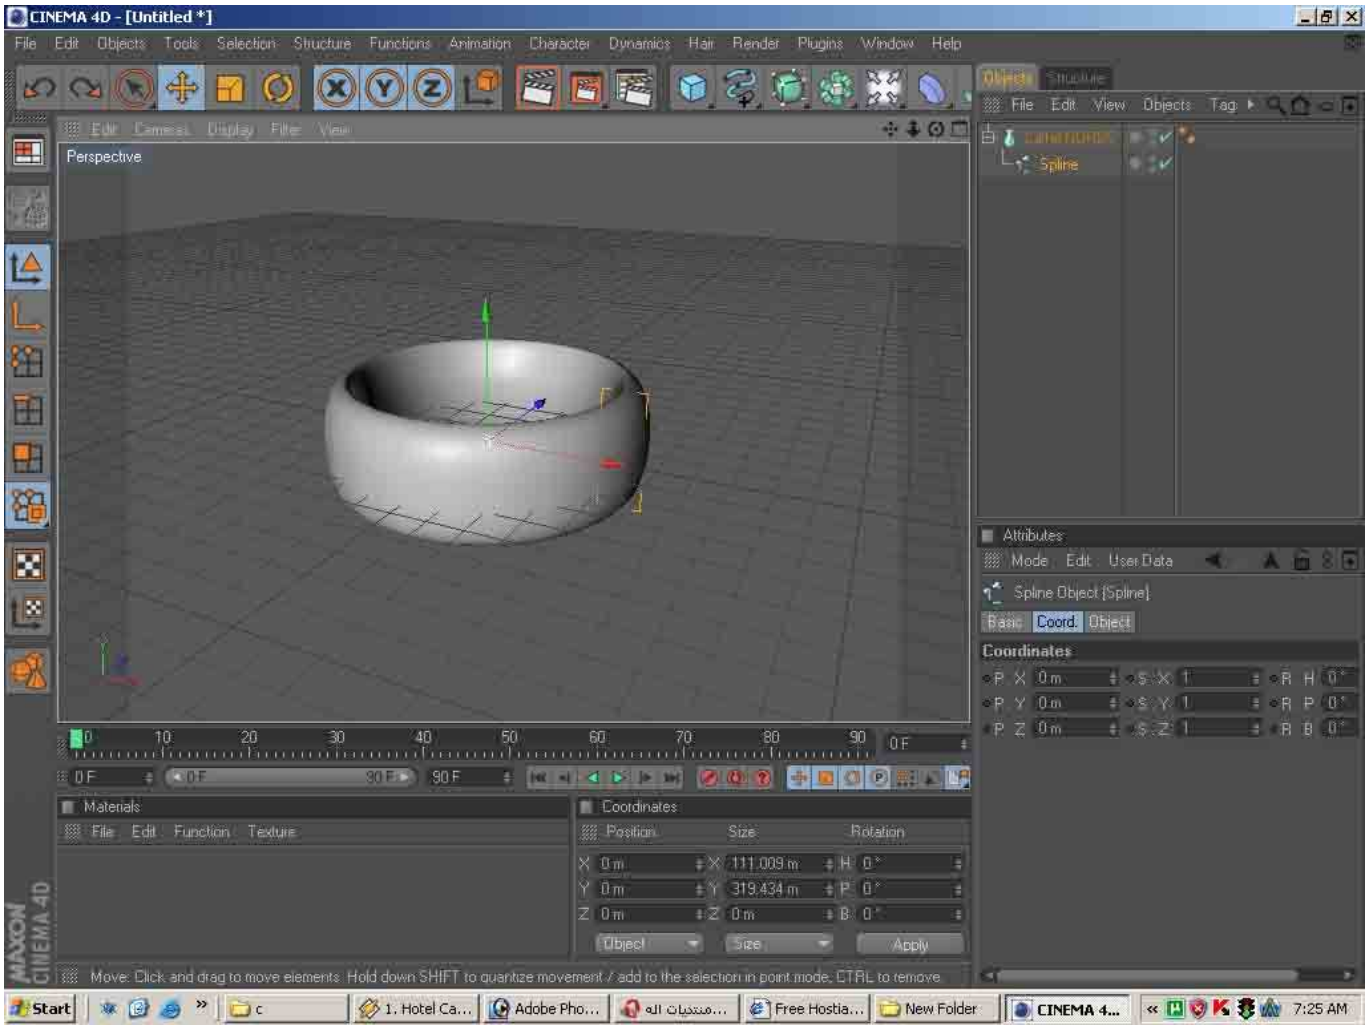 CINEMA 4D - [Untitled *]
File Edit Objects Tools Selection Structure Functions Animation Character Dynamics Hair Render Plugins Window Help
X Y Z
Objects Structure
File Edit View Objects Tag
Edit Cameras Display Filter View
Perspective
Spline
Attributes
Mode Edit User Data
Spline Object [Spline]
Basic Coord. Object
Coordinates
P X 0 m S X 1 R H 0 °
P Y 0 m S Y 1 R P 0 °
P Z 0 m S Z 1 R B 0 °
0 10 20 30 40 50 60 70 80 90 0 F
0 F 0 F 90 F 90 F
Materials
File Edit Function Texture
Coordinates
Position Size Rotation
X 0 m X 111.009 m H 0 °
Y 0 m Y 319.434 m P 0 °
Z 0 m Z 0 m B 0 °
Object Size Apply
MAXON
CINEMA 4D
Move: Click and drag to move elements. Hold down SHIFT to quantize movement / add to the selection in point mode, CTRL to remove.
Start c 1. Hotel Ca... Adobe Pho... منتديات الله... Free Hostia... New Folder CINEMA 4... 7:25 AM